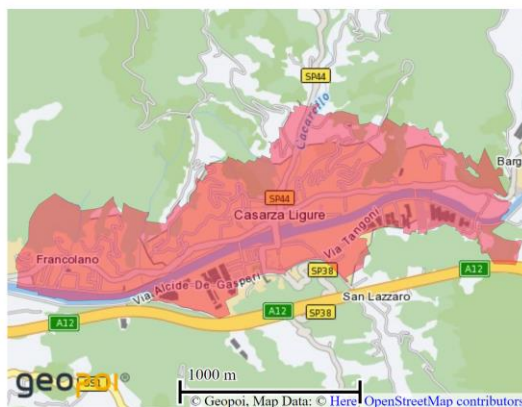 SP44
Cacarello
Barg
SP44
Casarza Ligure
Francolano
Via Tangoni
Via Alcide De Gasperi
SP38
A12
San Lazzaro
A12
SP38
A12
SS1
geopoi®
1000 m
© Geopoi, Map Data: © Here, OpenStreetMap contributors